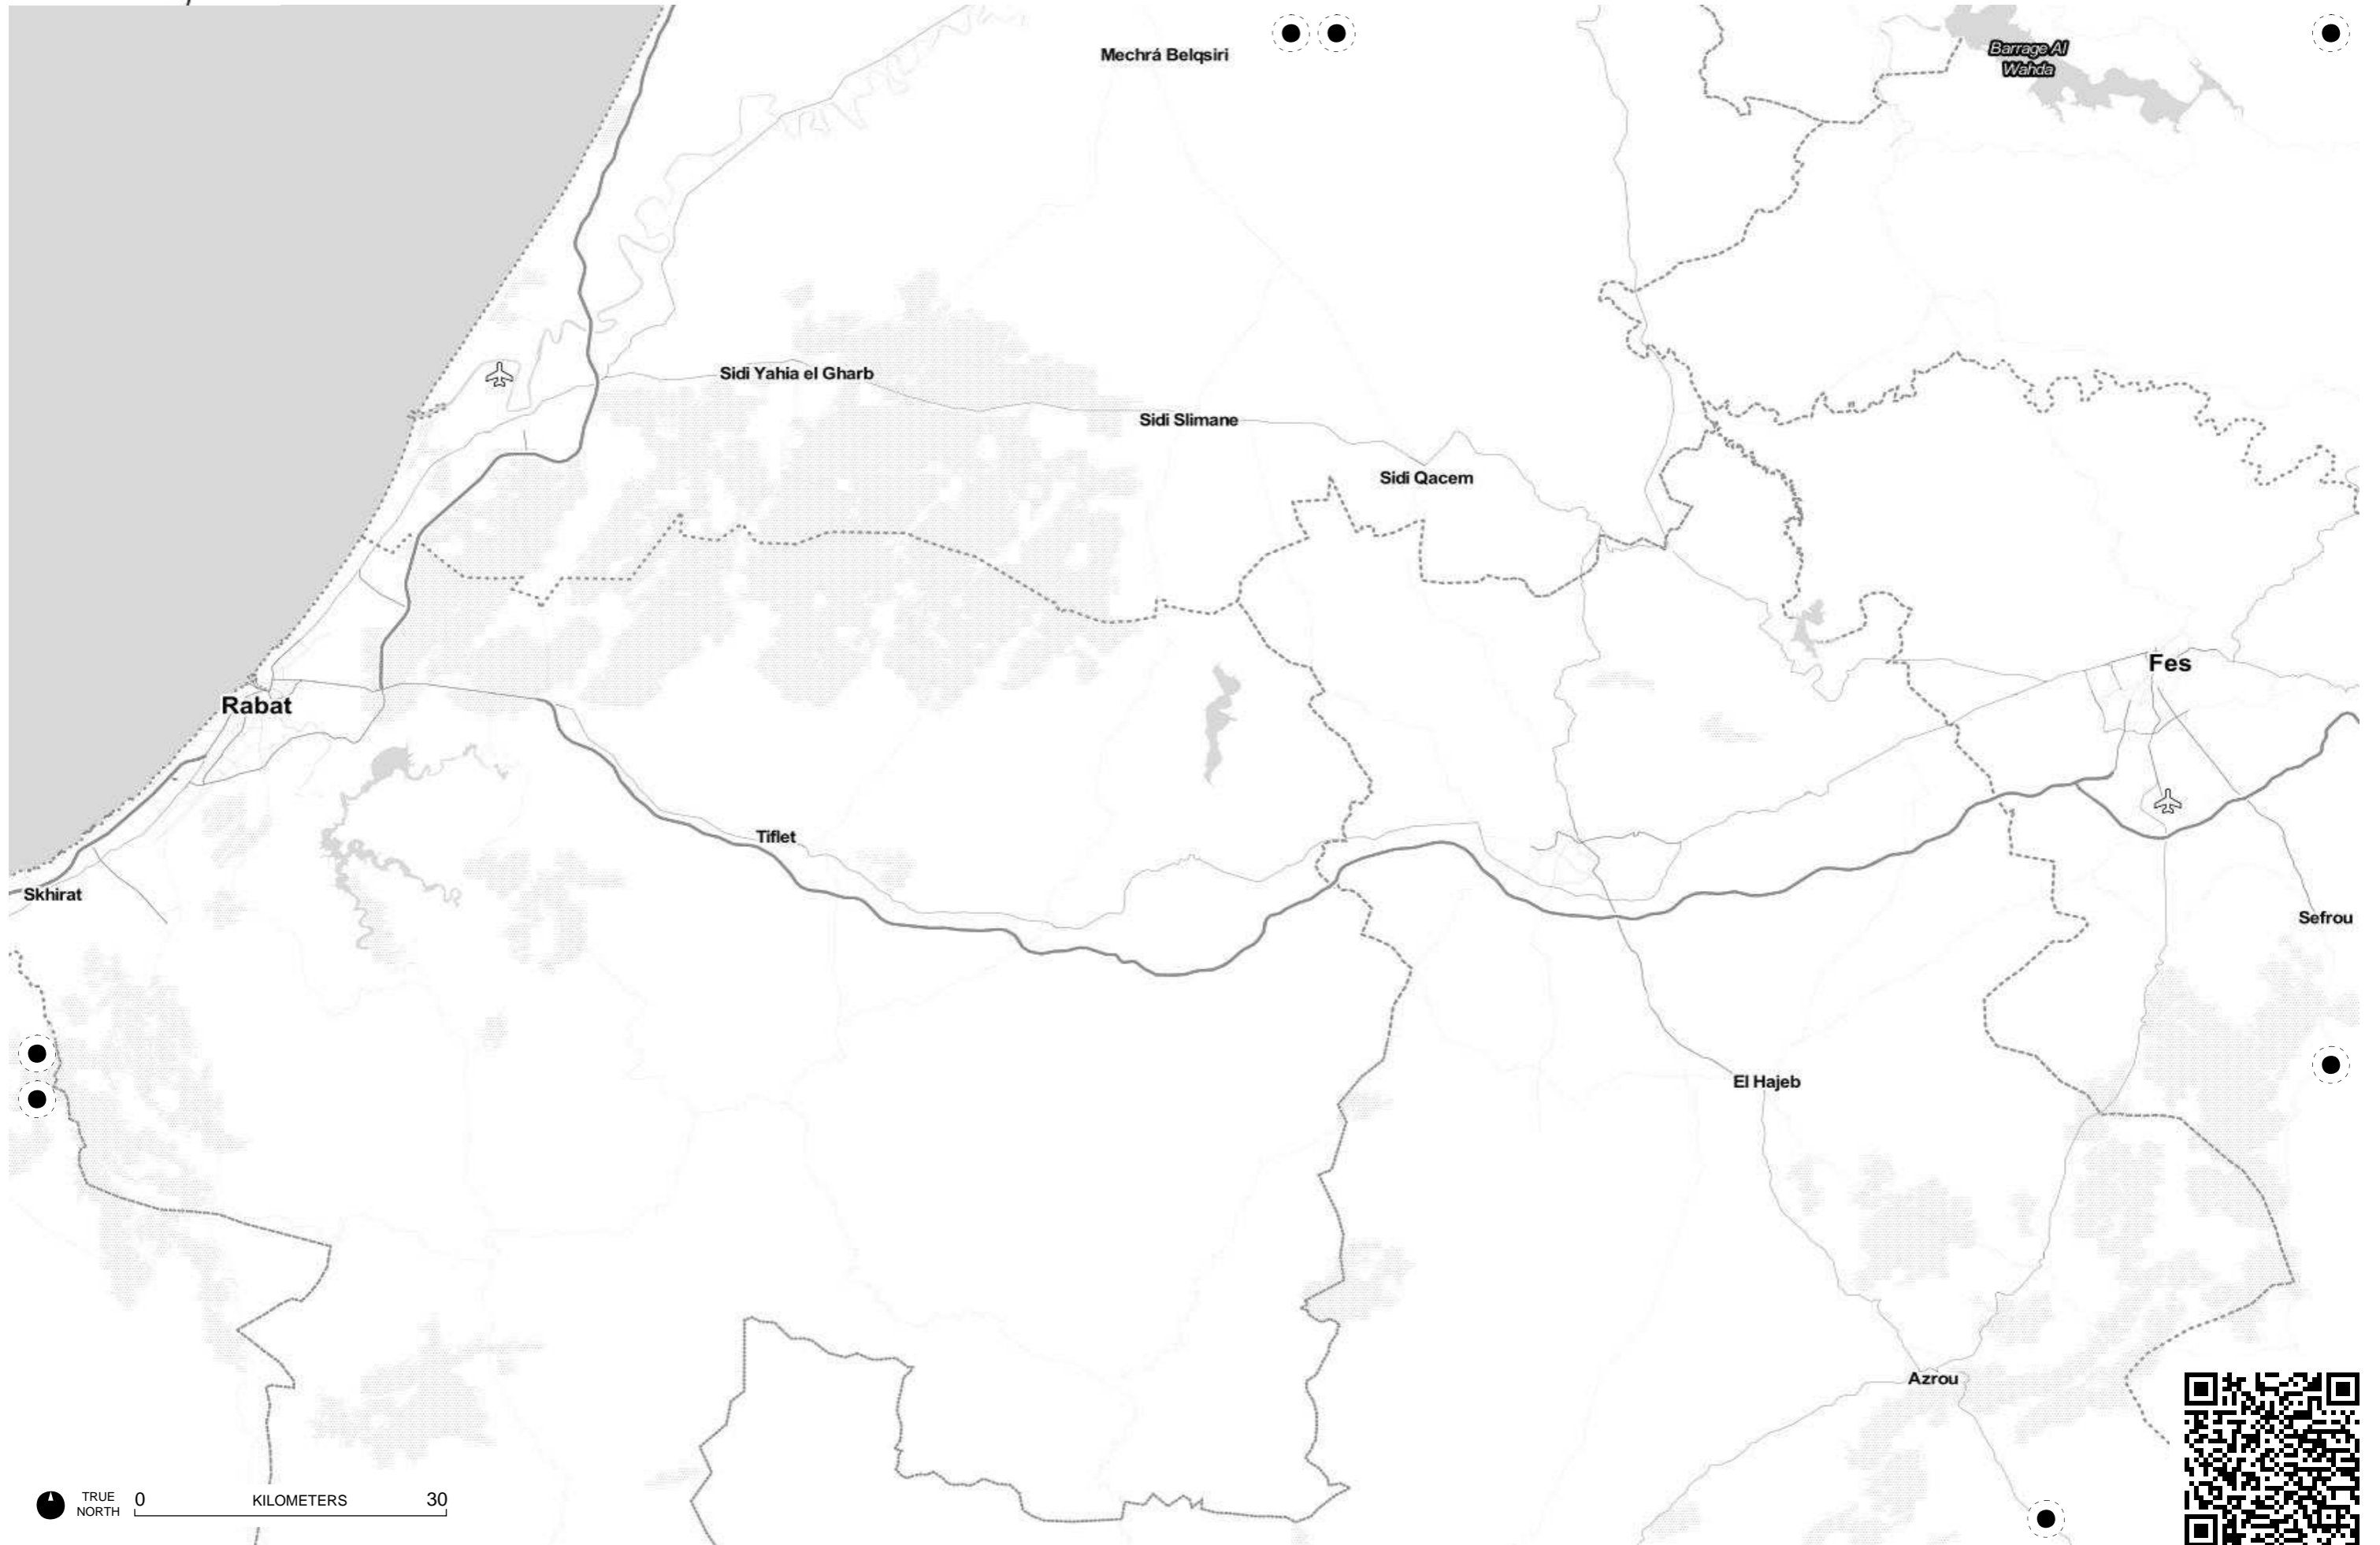 Mechrá Belqsiri
Barrage Al
Wahda
Sidi Yahia el Gharb
Sidi Slimane
Sidi Qacem
Fes
Rabat
Tiflet
Skhirat
Sefrou
El Hajeb
Azrou
TRUE
NORTH
0 KILOMETERS 30